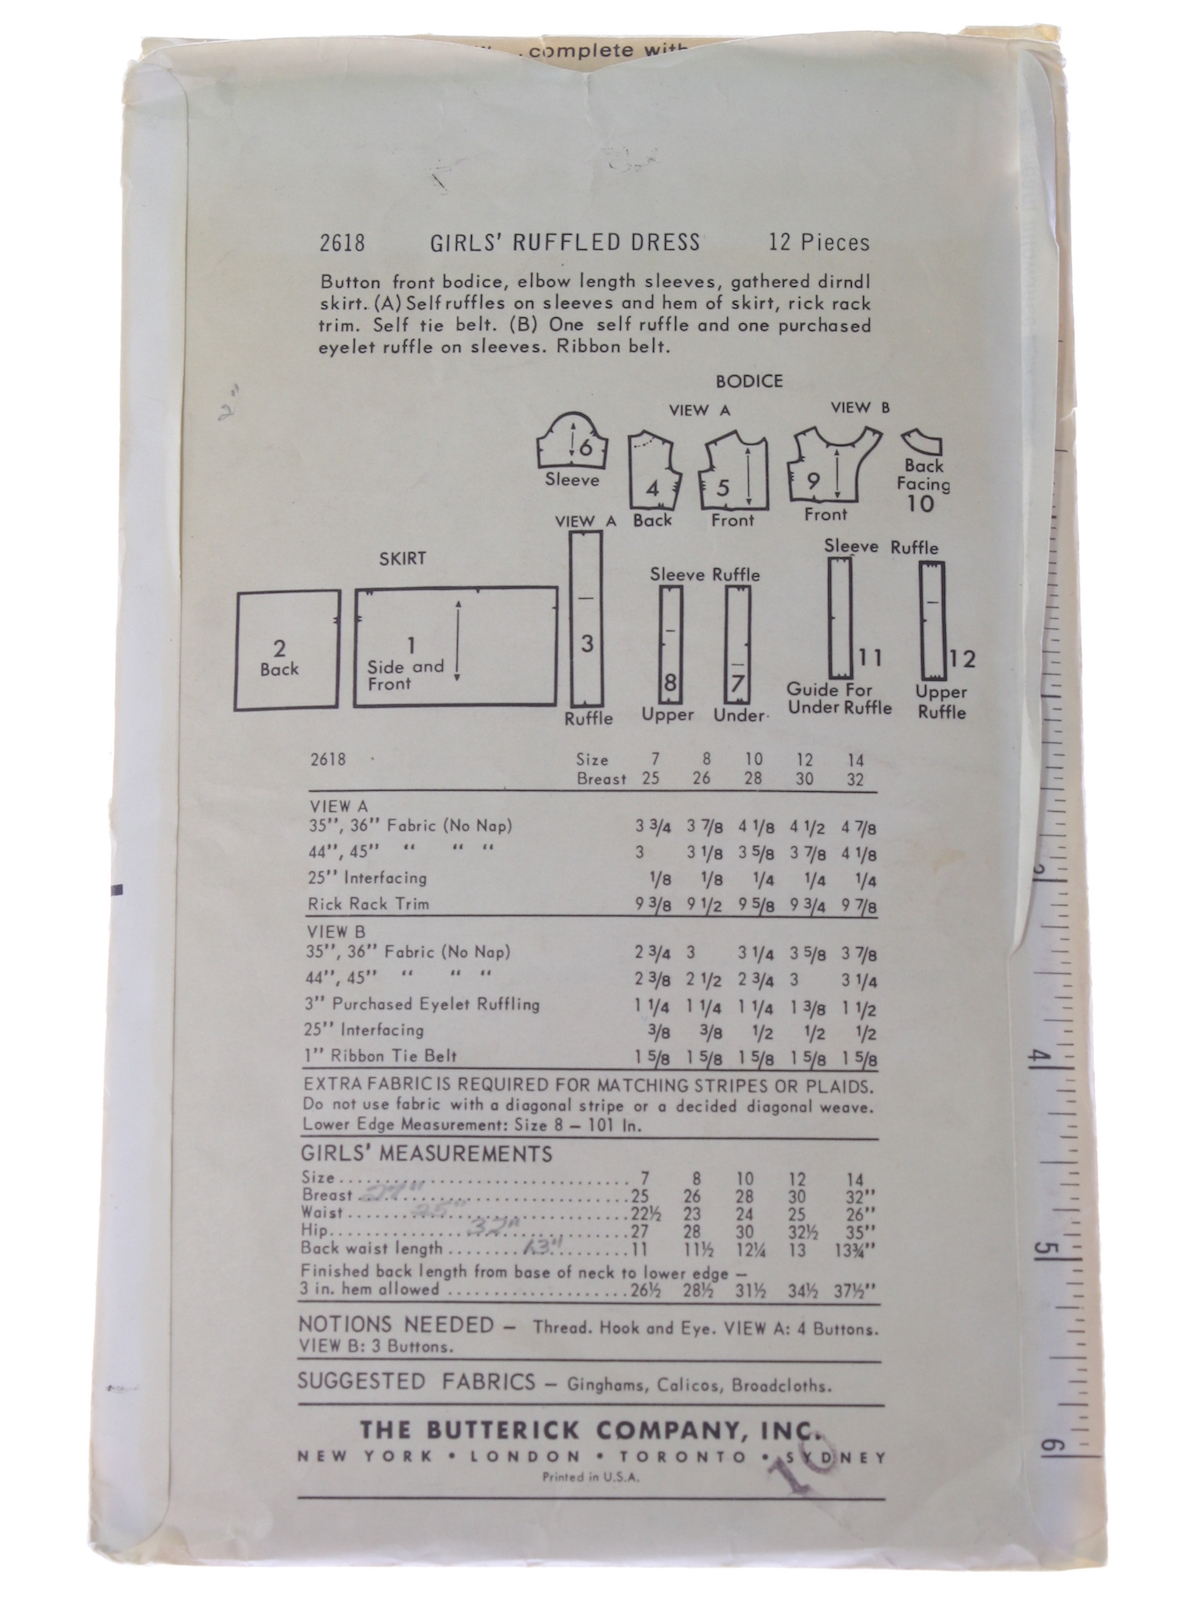 complete with
2618 GIRLS' RUFFLED DRESS 12 Pieces
Button front bodice, elbow length sleeves, gathered dirndl
skirt. (A) Self ruffles on sleeves and hem of skirt, rick rack
trim. Self tie belt. (B) One self ruffle and one purchased
eyelet ruffle on sleeves. Ribbon belt.
2"
BODICE
VIEW A VIEW B
6
Sleeve
4
Back
5
Front
9
Front
Back
Facing
10
SKIRT
2
Back
1
Side and
Front
VIEW A
3
Ruffle
Sleeve Ruffle
8 7
Upper Under
Sleeve Ruffle
11 12
Guide For
Under Ruffle
Upper
Ruffle
2618 Size 7 8 10 12 14
Breast 25 26 28 30 32
VIEW A
35", 36" Fabric (No Nap) 3 3/4 3 7/8 4 1/8 4 1/2 4 7/8
44", 45" " " " 3 3 1/8 3 5/8 3 7/8 4 1/8
25" Interfacing 1/8 1/8 1/4 1/4 1/4
Rick Rack Trim 9 3/8 9 1/2 9 5/8 9 3/4 9 7/8
VIEW B
35", 36" Fabric (No Nap) 2 3/4 3 3 1/4 3 5/8 3 7/8
44", 45" " " " 2 3/8 2 1/2 2 3/4 3 3 1/4
3" Purchased Eyelet Ruffling 1 1/4 1 1/4 1 1/4 1 3/8 1 1/2
25" Interfacing 3/8 3/8 1/2 1/2 1/2
1" Ribbon Tie Belt 1 5/8 1 5/8 1 5/8 1 5/8 1 5/8
EXTRA FABRIC IS REQUIRED FOR MATCHING STRIPES OR PLAIDS.
Do not use fabric with a diagonal stripe or a decided diagonal weave.
Lower Edge Measurement: Size 8 – 101 In.
GIRLS' MEASUREMENTS
Size 7 8 10 12 14
Breast 27" 25 26 28 30 32"
Waist 25" 22½ 23 24 25 26"
Hip 32" 27 28 30 32½ 35"
Back waist length 13" 11 11½ 12¼ 13 13¾"
Finished back length from base of neck to lower edge –
3 in. hem allowed 26½ 28½ 31½ 34½ 37½"
NOTIONS NEEDED – Thread. Hook and Eye. VIEW A: 4 Buttons.
VIEW B: 3 Buttons.
SUGGESTED FABRICS – Ginghams, Calicos, Broadcloths.
THE BUTTERICK COMPANY, INC.
NEW YORK • LONDON • TORONTO • SYDNEY
Printed in U.S.A.
10
4
5
6